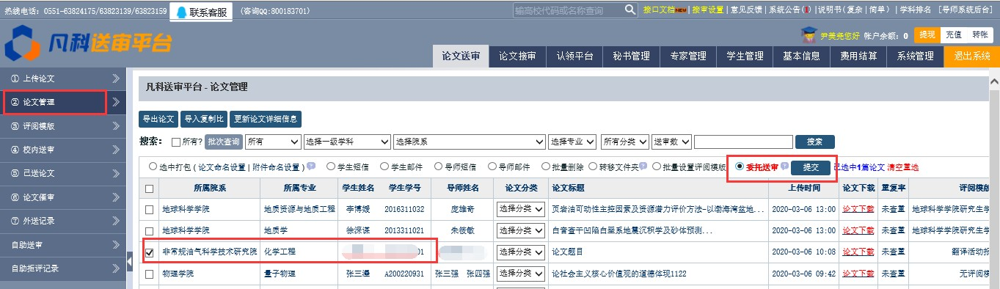 热线电话：0551-63824175/63823139/63823159 联系客服 （咨询QQ:800183701） 输高校代码或名称查询 接口文档NEW | 接审设置 | 意见反馈 | 系统公告(1) |说明书(复杂 | 简单) | 学科排名 [导师系统后台]
凡科送审平台
尹美尧您好 帐户余额：0 提现 充值 转帐
论文送审 论文接审 认领平台 秘书管理 专家管理 学生管理 基本信息 费用结算 系统管理 退出系统
① 上传论文
② 论文管理
③ 评阅模版
④ 校内送审
⑤ 已送论文
⑥ 论文催审
⑦ 外送记录
自助送审
自助拒评记录
凡科送审平台 - 论文管理
导出论文 导入复制比 更新论文详细信息
搜索： 所有? 批次查询 所有 选择一级学科 选择院系 选择专业 所有分类 送审数 搜索
选中打包（论文命名设置 | 附件命名设置） 学生短信 学生邮件 导师短信 导师邮件 批量删除 转移文件夹 批量设置评阅模版 委托送审 提交 已选中1篇论文 清空重选
所属院系 所属专业 学生姓名 学生学号 导师姓名 论文分类 论文标题 上传时间 论文下载 重复率 评阅模版
地球科学学院 地质资源与地质工程 李博媛 2016311032 庞雄奇 选择分类 页岩油可动性主控因素及资源潜力评价方法-以渤海湾盆地... 2020-03-06 13:00 论文下载 未查重 地球科学学院研究生学
地球科学学院 地质学 徐深谋 2013311021 朱筱敏 选择分类 白音查干凹陷白垩系地震沉积学及砂体预测... 2020-03-06 13:00 论文下载 未查重 地球科学学院研究生学
非常规油气科学技术研究院 化学工程 01 选择分类 论文题目 2020-03-06 10:08 论文下载 未查重 翻译活动报
物理学院 量子物理 张三 A200220931 张三强 张四强 选择分类 论社会主义核心价值观的道德体现1122 2020-03-06 09:42 论文下载 未查重 无评阅模